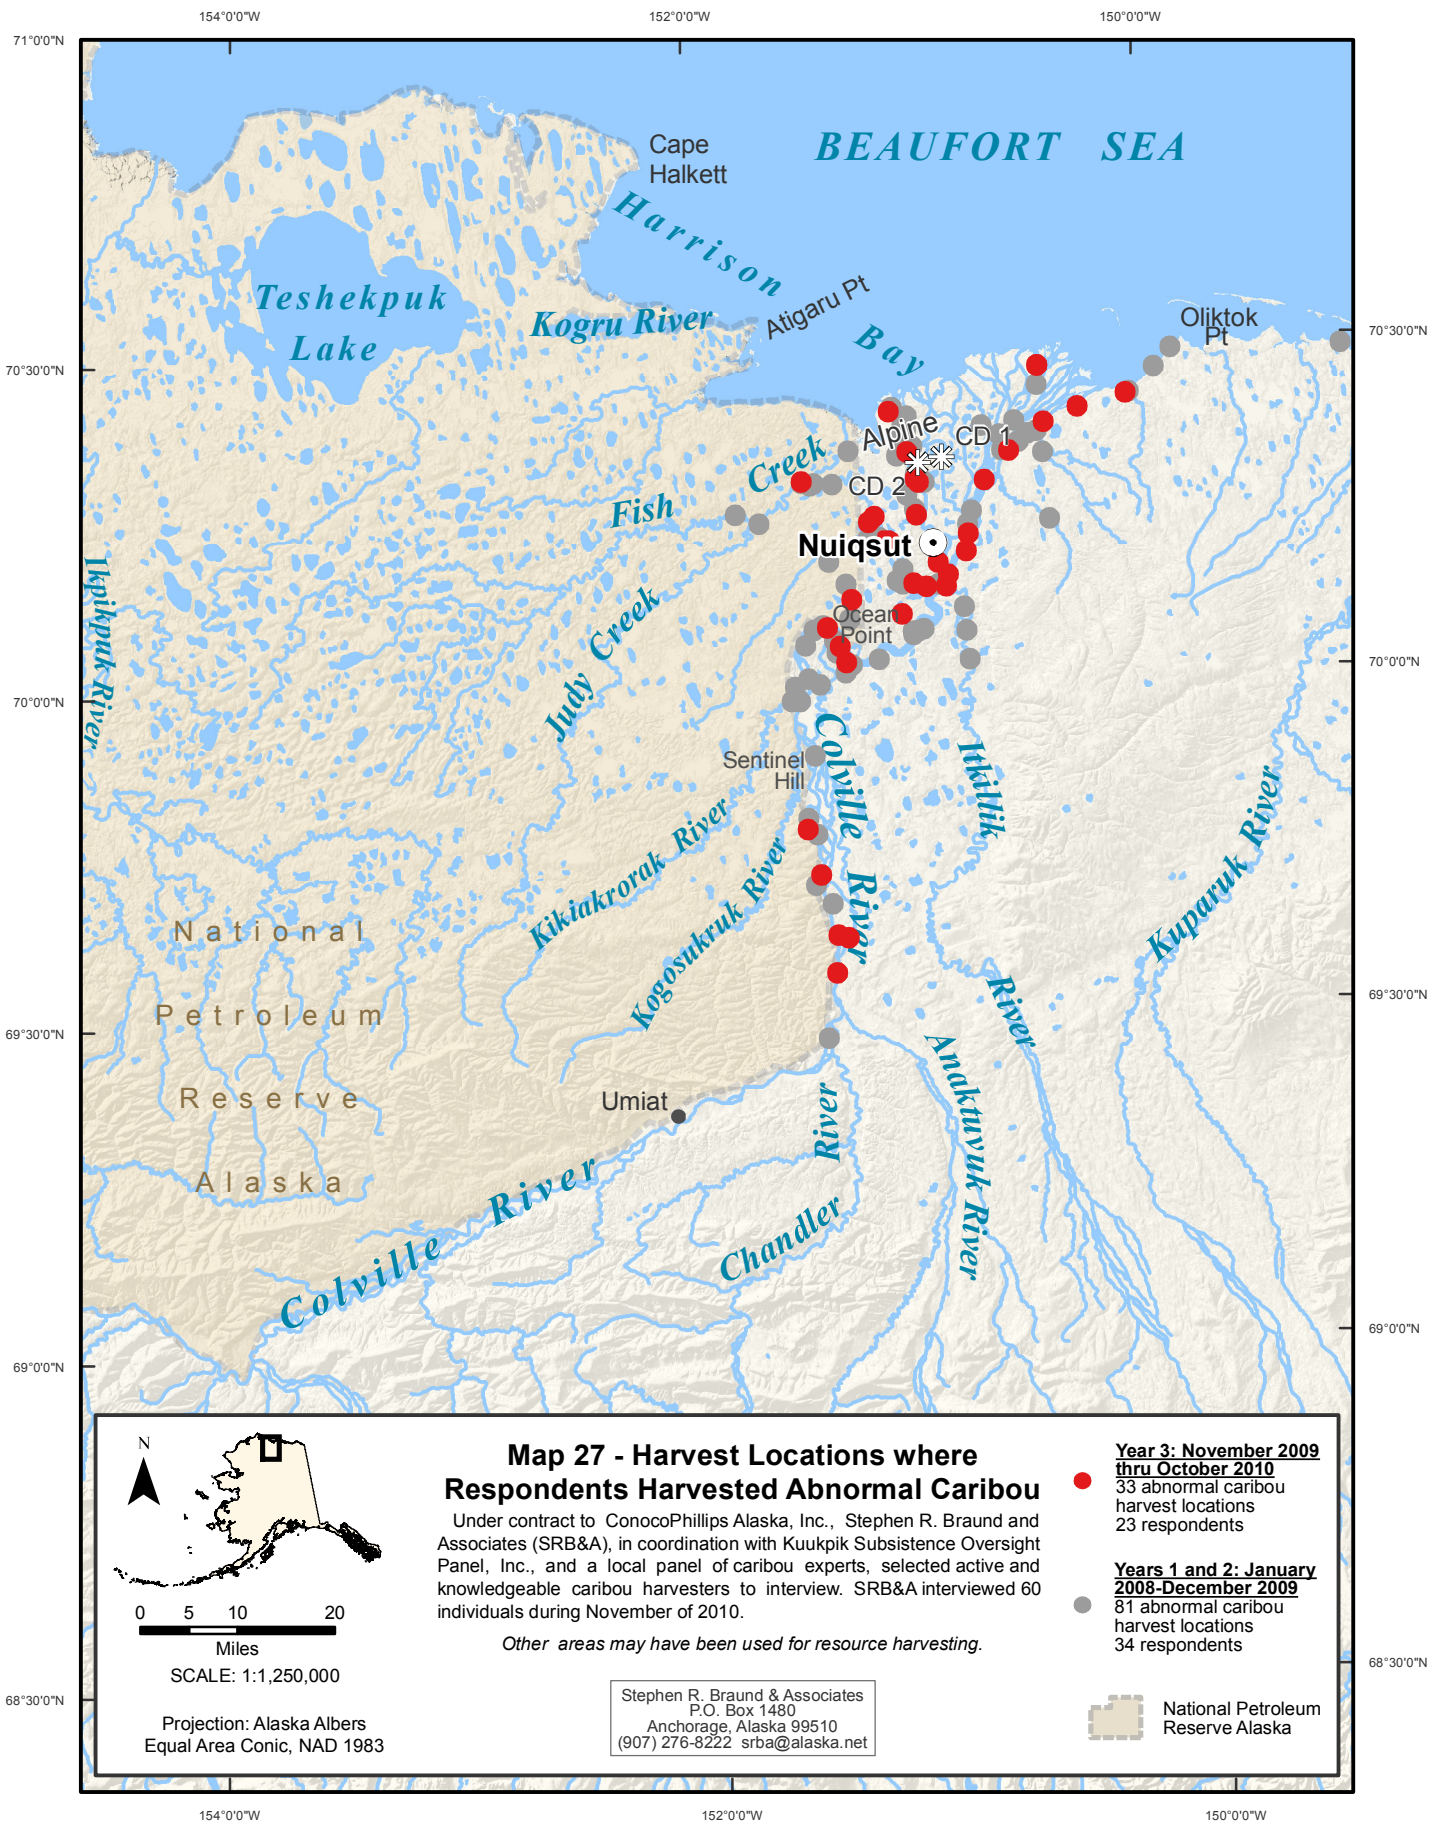 154°0'0"W
152°0'0"W
150°0'0"W
71°0'0"N
BEAUFORT SEA
Cape
Halkett
Harrison
Bay
Teshekpuk
Lake
Kogru River
Atigaru Pt
Oliktok
Pt
70°30'0"N
70°30'0"N
Alpine
CD 1
CD 2
Fish
Creek
Nuiqsut
Ikpikpuk River
Judy Creek
Ocean
Point
70°0'0"N
70°0'0"N
Sentinel
Hill
Colville River
Itkillik
River
Kikiakrorak River
Kogosukruk River
Kuparuk River
National
Petroleum
Reserve
Alaska
69°30'0"N
69°30'0"N
Anaktuvuk River
Umiat
Chandler
River
Colville River
69°0'0"N
69°0'0"N
N
0 5 10 20
Miles
SCALE: 1:1,250,000
Projection: Alaska Albers
Equal Area Conic, NAD 1983
Map 27 - Harvest Locations where
Respondents Harvested Abnormal Caribou
Under contract to ConocoPhillips Alaska, Inc., Stephen R. Braund and
Associates (SRB&A), in coordination with Kuukpik Subsistence Oversight
Panel, Inc., and a local panel of caribou experts, selected active and
knowledgeable caribou harvesters to interview. SRB&A interviewed 60
individuals during November of 2010.
Other areas may have been used for resource harvesting.
Stephen R. Braund & Associates
P.O. Box 1480
Anchorage, Alaska 99510
(907) 276-8222 srba@alaska.net
Year 3: November 2009
thru October 2010
33 abnormal caribou
harvest locations
23 respondents
Years 1 and 2: January
2008-December 2009
81 abnormal caribou
harvest locations
34 respondents
National Petroleum
Reserve Alaska
68°30'0"N
68°30'0"N
154°0'0"W
152°0'0"W
150°0'0"W